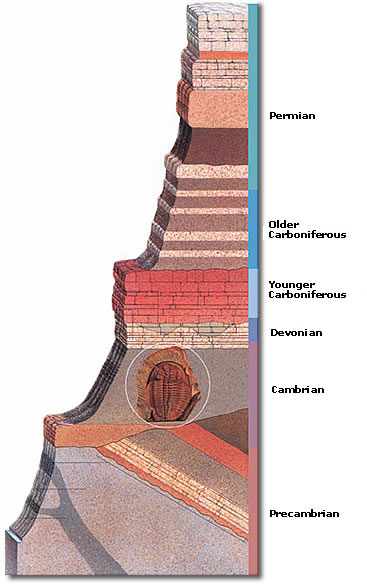 Permian
Older
Carboniferous
Younger
Carboniferous
Devonian
Cambrian
Precambrian